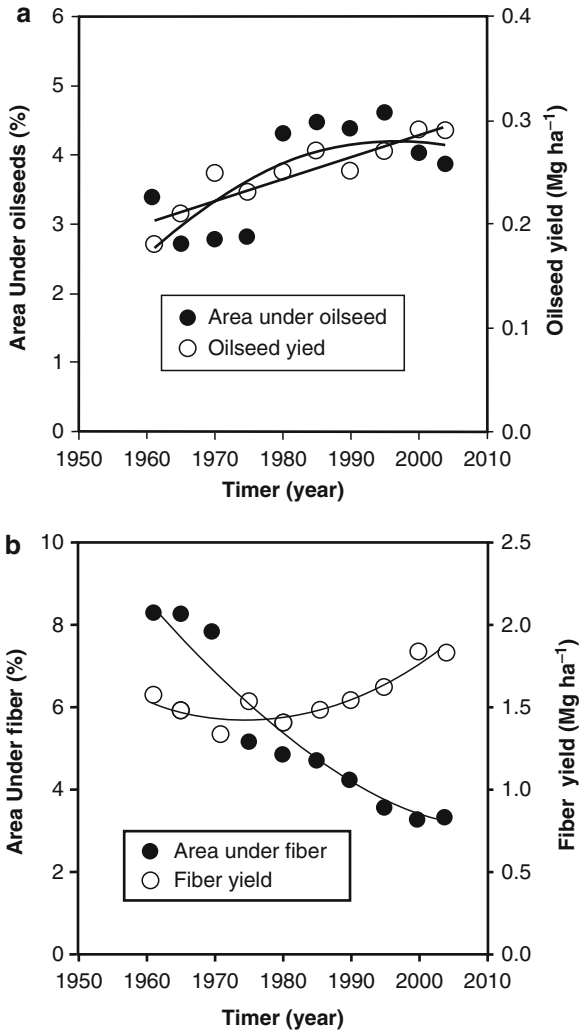 a
6
5
4
3
2
1
0
Area Under oilseeds (%)
0.4
0.3
0.2
0.1
0.0
Oilseed yield (Mg ha⁻¹)
Area under oilseed
Oilseed yied
1950 1960 1970 1980 1990 2000 2010
Timer (year)
b
10
8
6
4
2
0
Area Under fiber (%)
2.5
2.0
1.5
1.0
0.5
0.0
Fiber yield (Mg ha⁻¹)
Area under fiber
Fiber yield
1950 1960 1970 1980 1990 2000 2010
Timer (year)